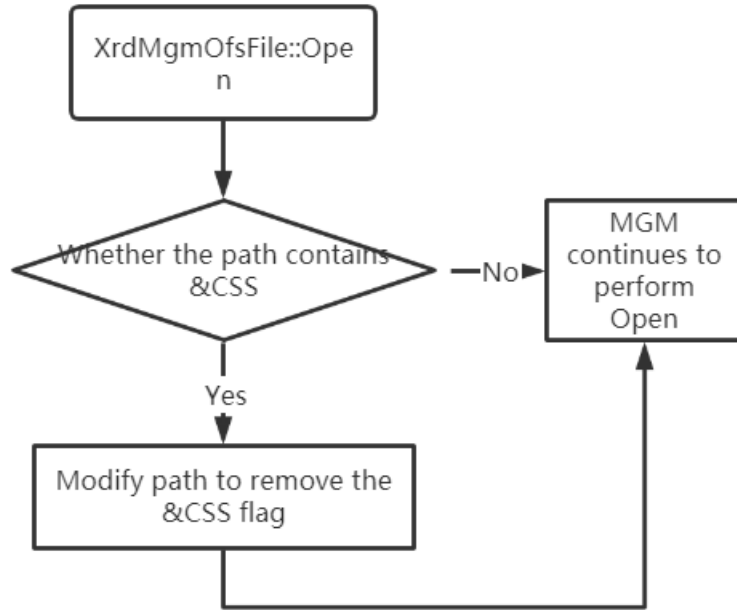 XrdMgmOfsFile::Ope
n
Whether the path contains
&CSS
No
MGM
continues to
perform
Open
Yes
Modify path to remove the
&CSS flag